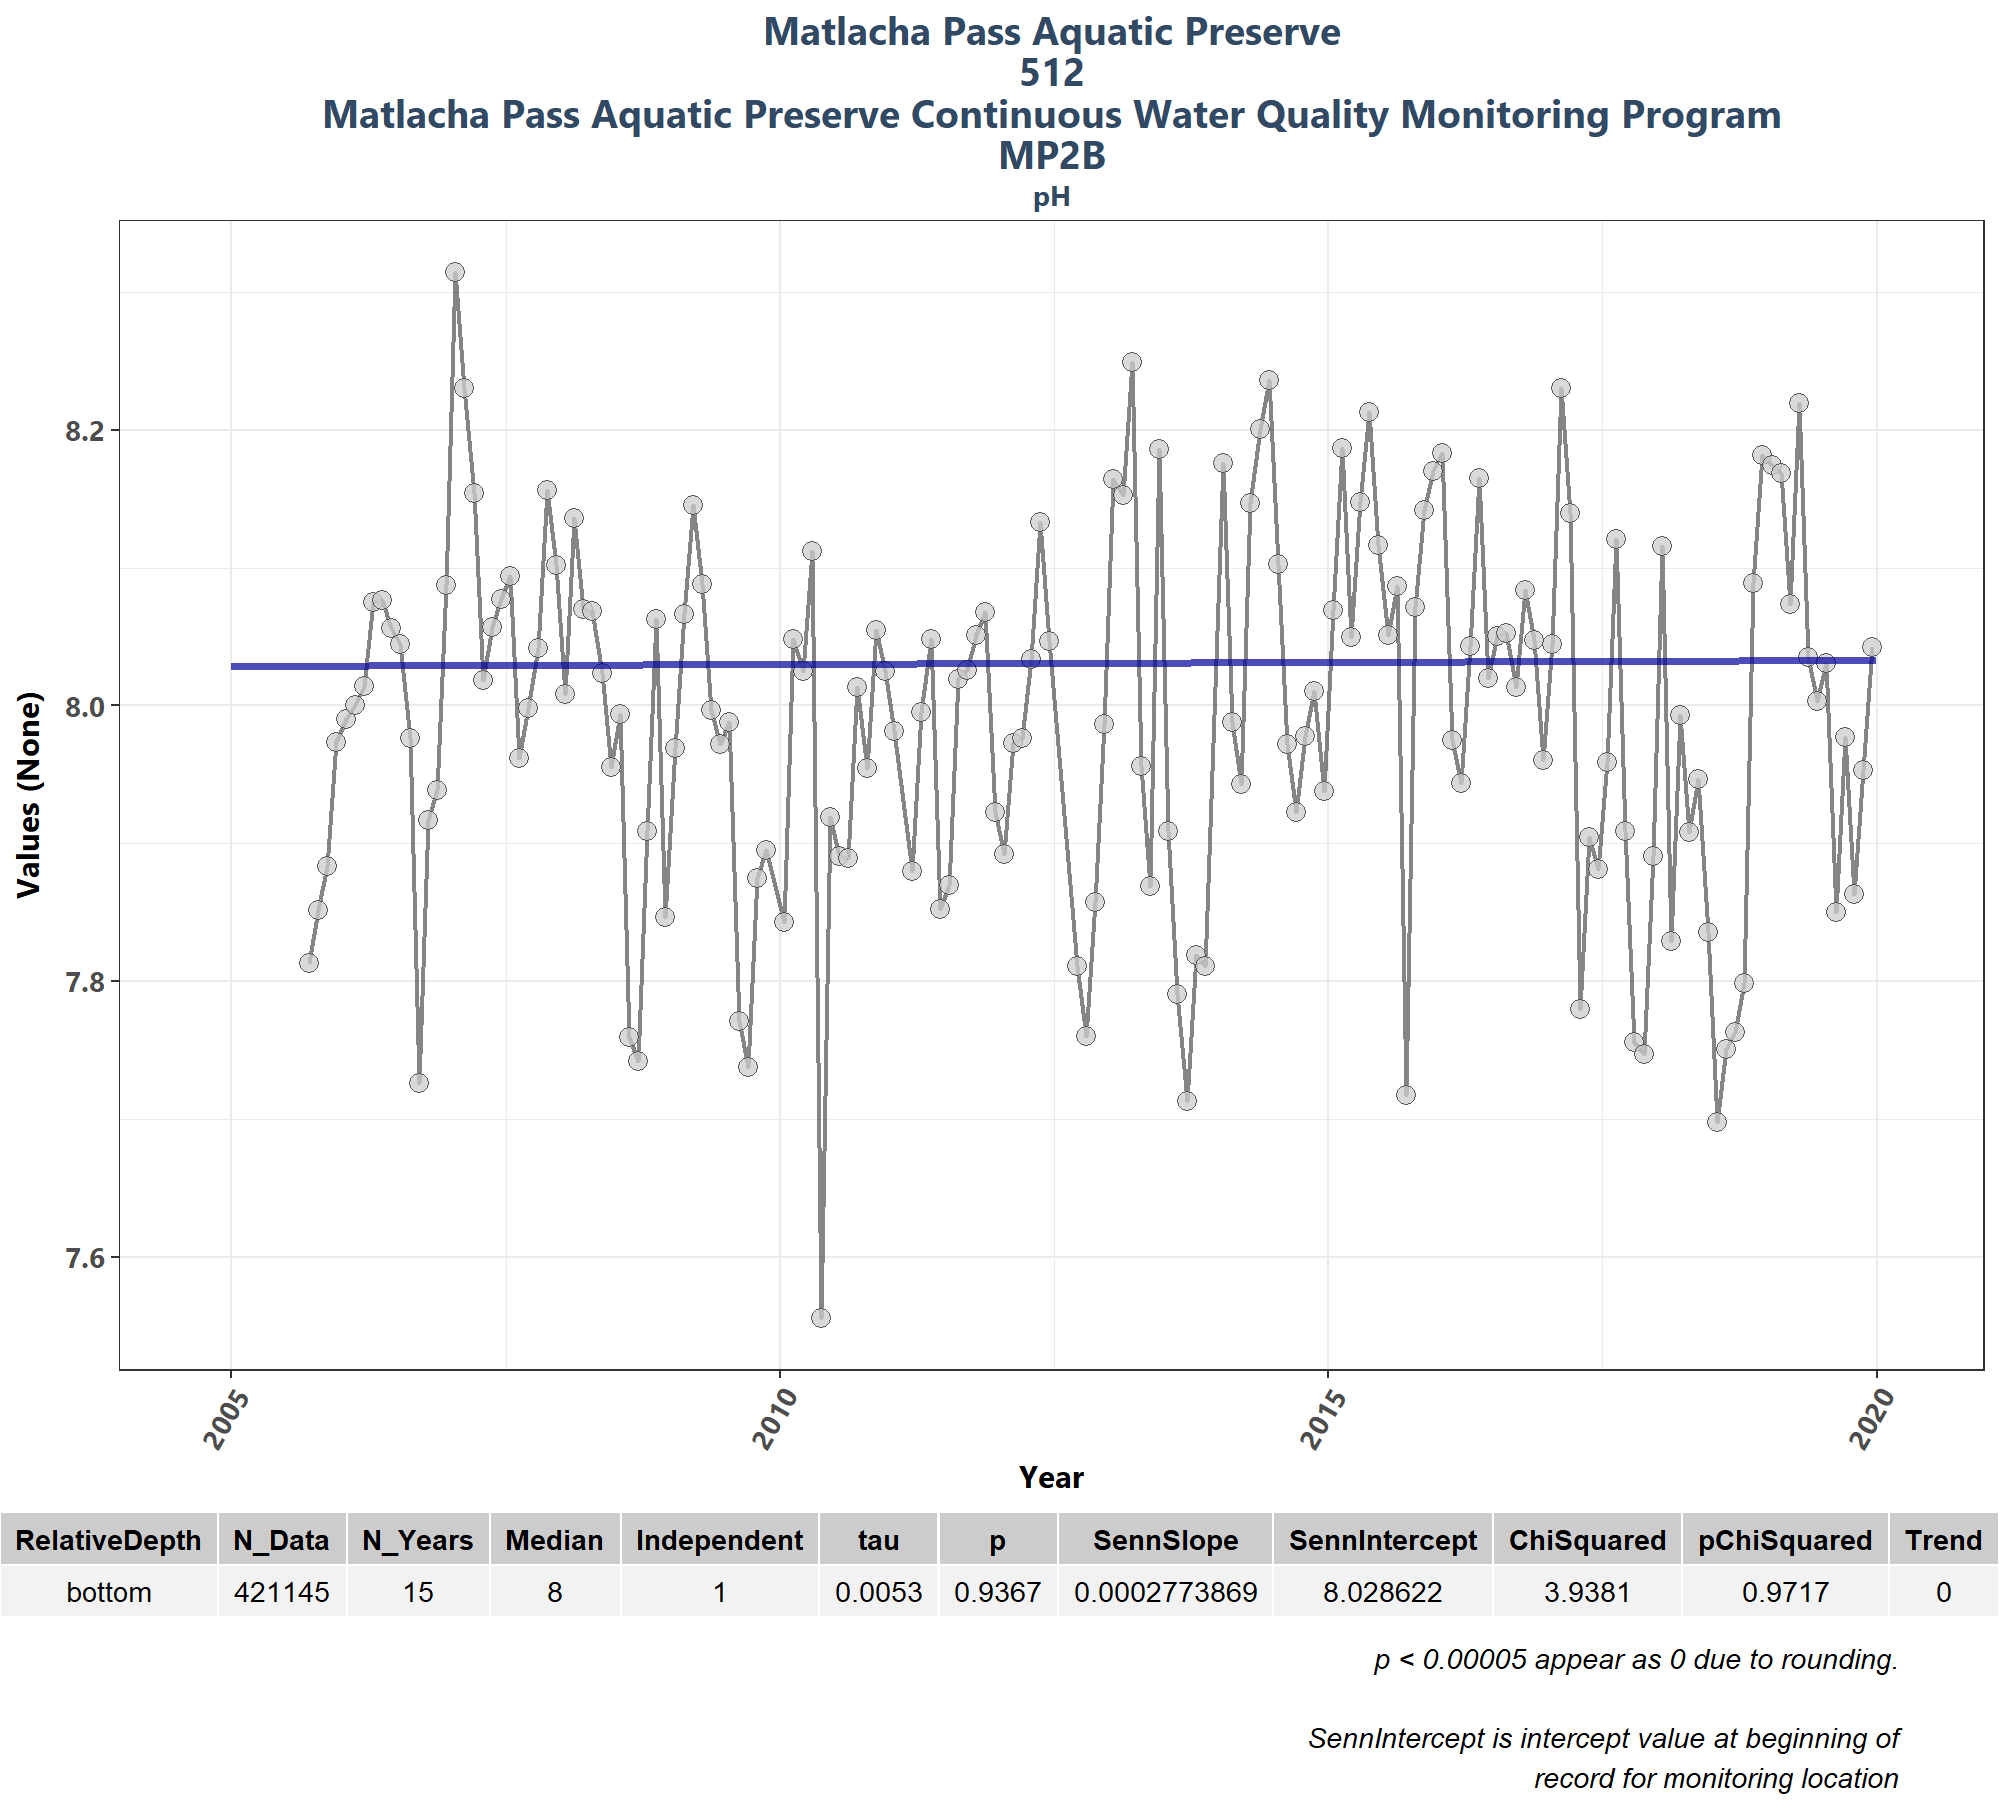 Matlacha Pass Aquatic Preserve
512
Matlacha Pass Aquatic Preserve Continuous Water Quality Monitoring Program
MP2B
pH
8.2
8.0
7.8
7.6
Values (None)
2005 2010 2015 2020
Year
RelativeDepth N_Data N_Years Median Independent tau p SennSlope SennIntercept ChiSquared pChiSquared Trend
bottom 421145 15 8 1 0.0053 0.9367 0.0002773869 8.028622 3.9381 0.9717 0
p < 0.00005 appear as 0 due to rounding.
SennIntercept is intercept value at beginning of
record for monitoring location